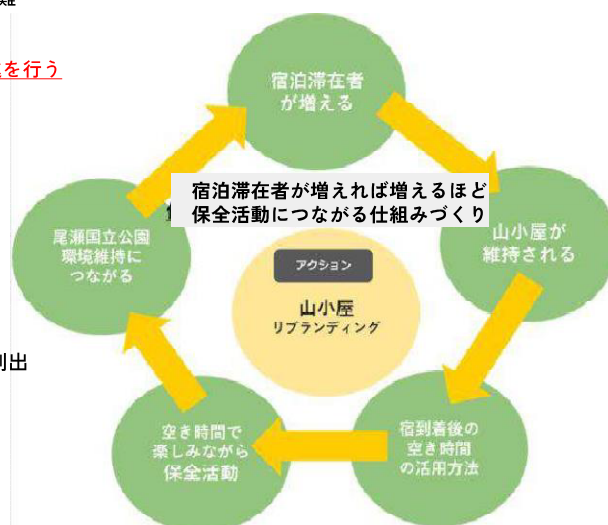 を行う
宿泊滞在者
が増える
宿泊滞在者が増えれば増えるほど
保全活動につながる仕組みづくり
山小屋が
維持される
尾瀬国立公園
環境維持に
つながる
アクション
山小屋
リブランディング
出
空き時間で
楽しみながら
保全活動
宿到着後の
空き時間
の活用方法